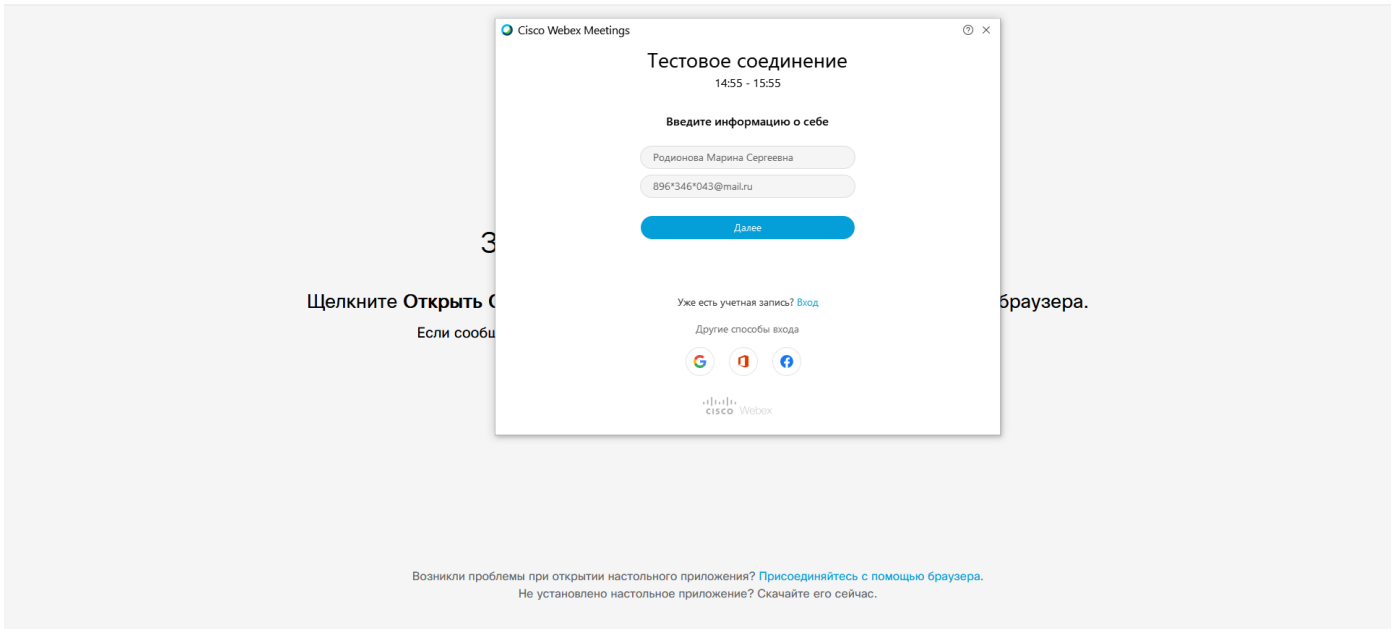 Cisco Webex Meetings
Тестовое соединение
14:55 - 15:55
Введите информацию о себе
Родионова Марина Сергеевна
896*346*043@mail.ru
Далее
З
Щелкните Открыть браузера.
Если
Уже есть учетная запись? Вход
Другие способы входа
cisco Webex
Возникли проблемы при открытии настольного приложения? Присоединяйтесь с помощью браузера.
Не установлено настольное приложение? Скачайте его сейчас.